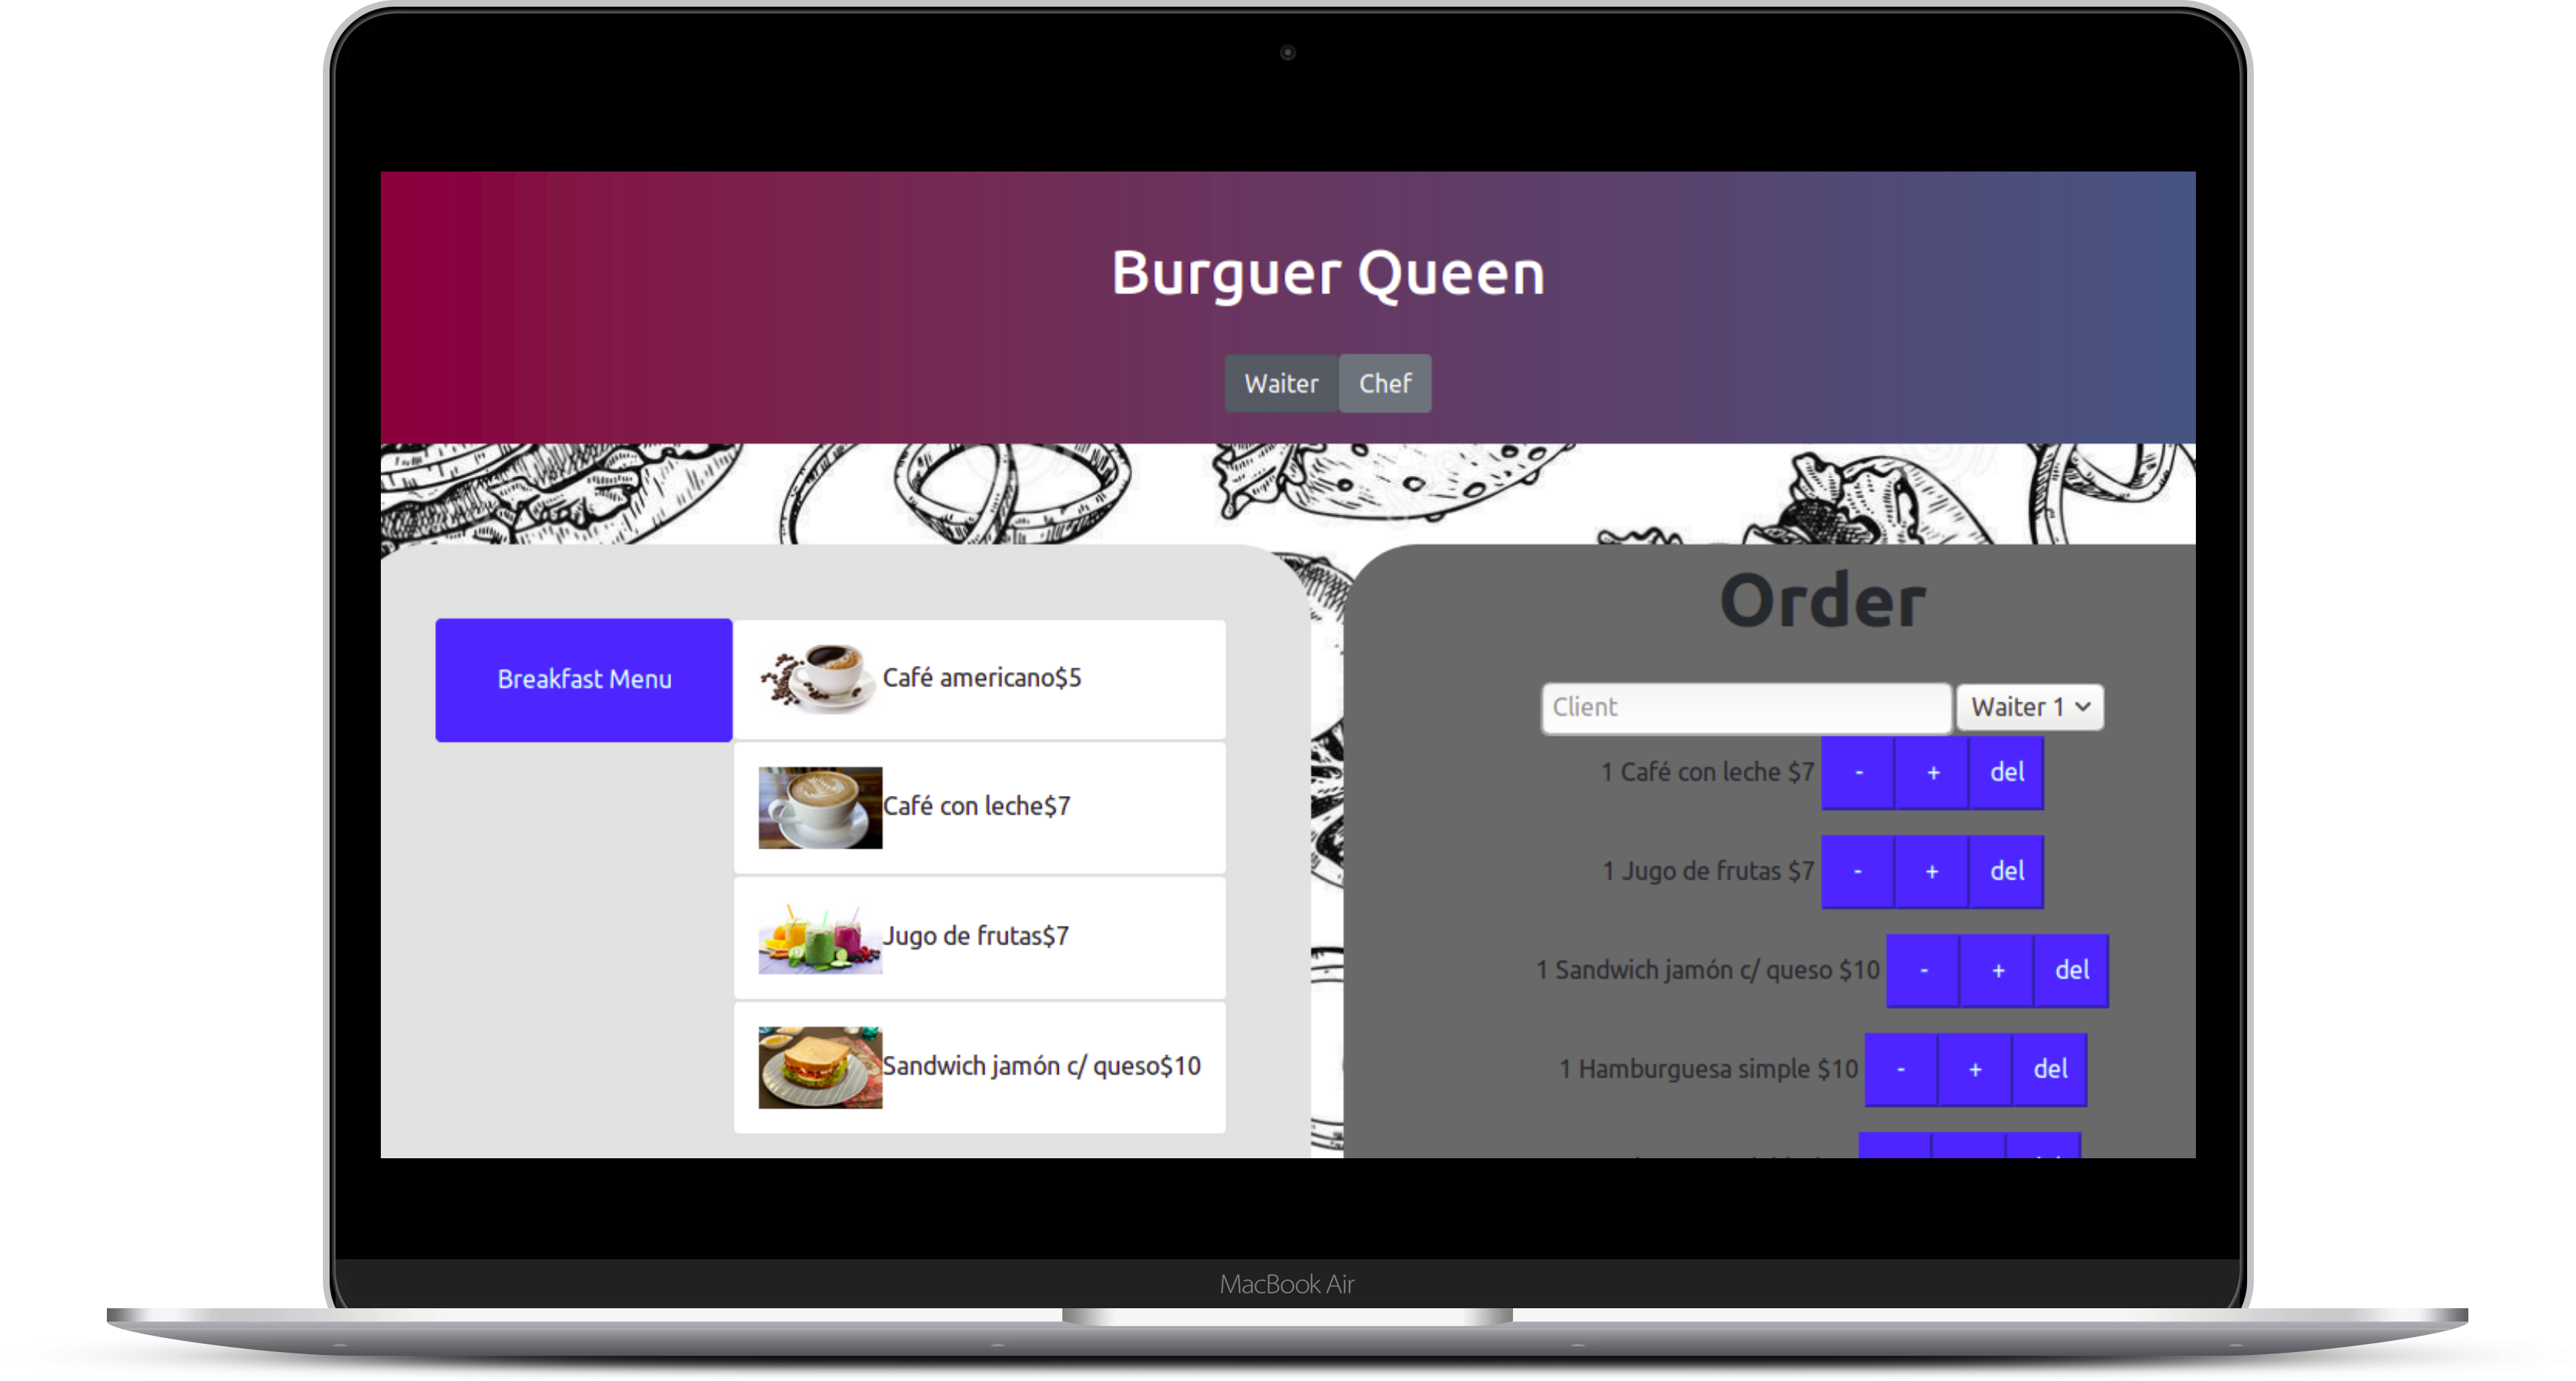 Burguer Queen
Waiter Chef
Breakfast Menu
Café americano$5
Café con leche$7
Jugo de frutas$7
Sandwich jamón c/ queso$10
Order
Client Waiter 1
1 Café con leche $7 - + del
1 Jugo de frutas $7 - + del
1 Sandwich jamón c/ queso $10 - + del
1 Hamburguesa simple $10 - + del
MacBook Air